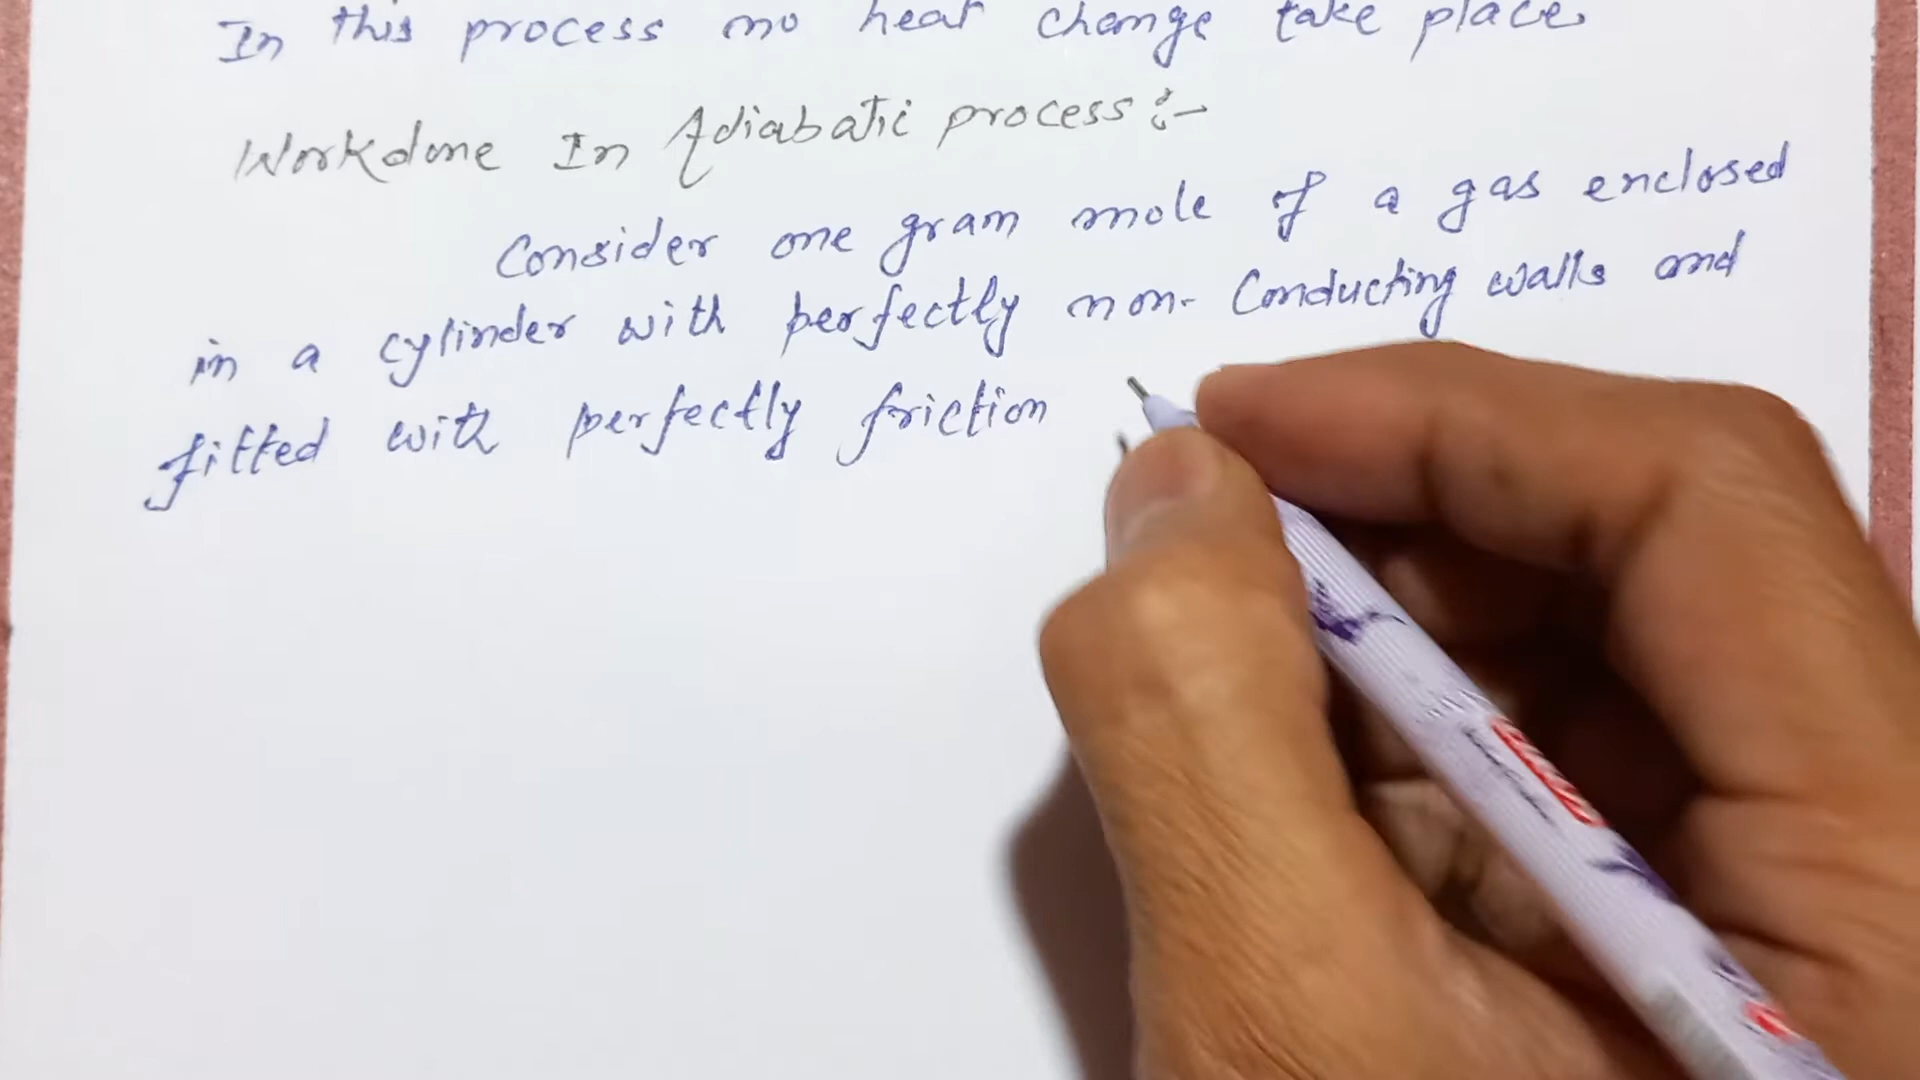 In this process no heat change take place
Workdone In Adiabatic process :-
Consider one gram mole of a gas enclosed
in a cylinder with perfectly non- Conducting walls and
fitted with perfectly friction